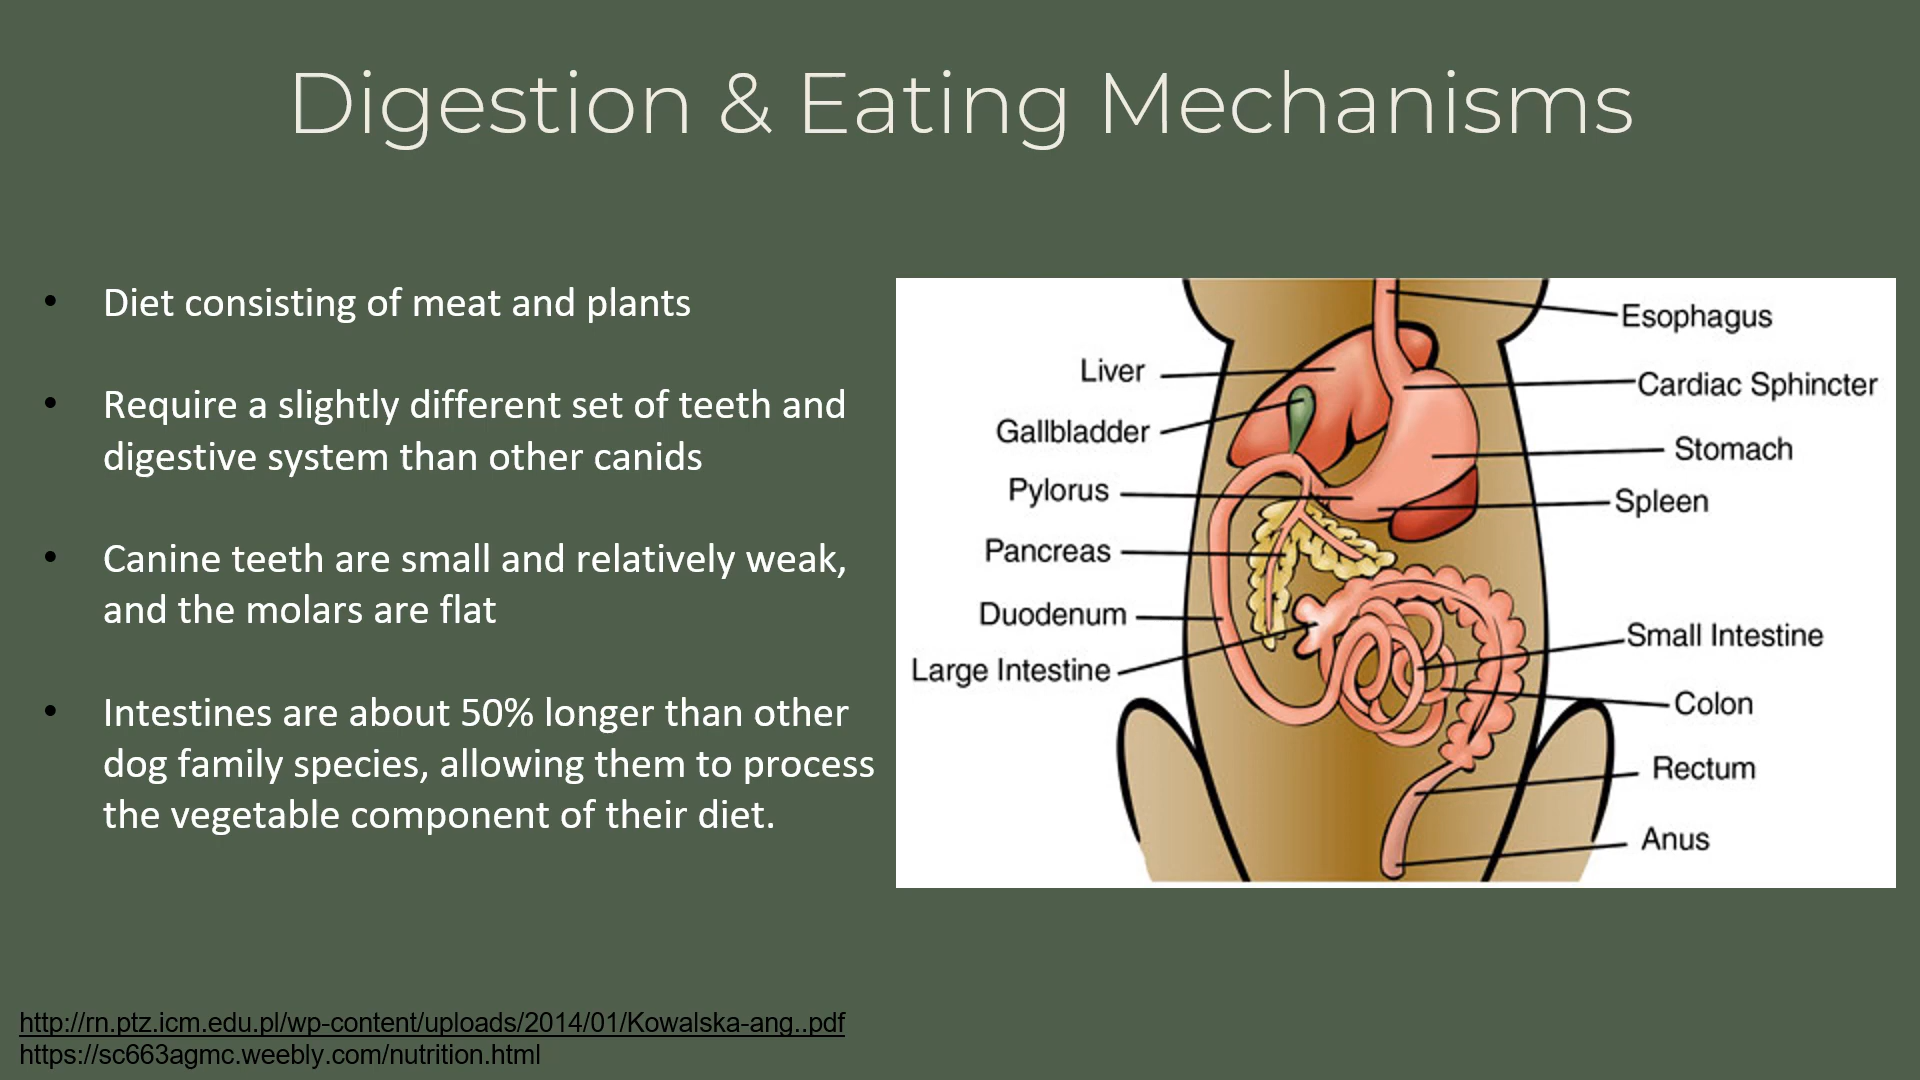 Digestion & Eating Mechanisms
• Diet consisting of meat and plants
• Require a slightly different set of teeth and
digestive system than other canids
• Canine teeth are small and relatively weak,
and the molars are flat
• Intestines are about 50% longer than other
dog family species, allowing them to process
the vegetable component of their diet.
Liver
Gallbladder
Pylorus
Pancreas
Duodenum
Large Intestine
Esophagus
Cardiac Sphincter
Stomach
Spleen
Small Intestine
Colon
Rectum
Anus
http://rn.ptz.icm.edu.pl/wp-content/uploads/2014/01/Kowalska-ang..pdf
https://sc663agmc.weebly.com/nutrition.html